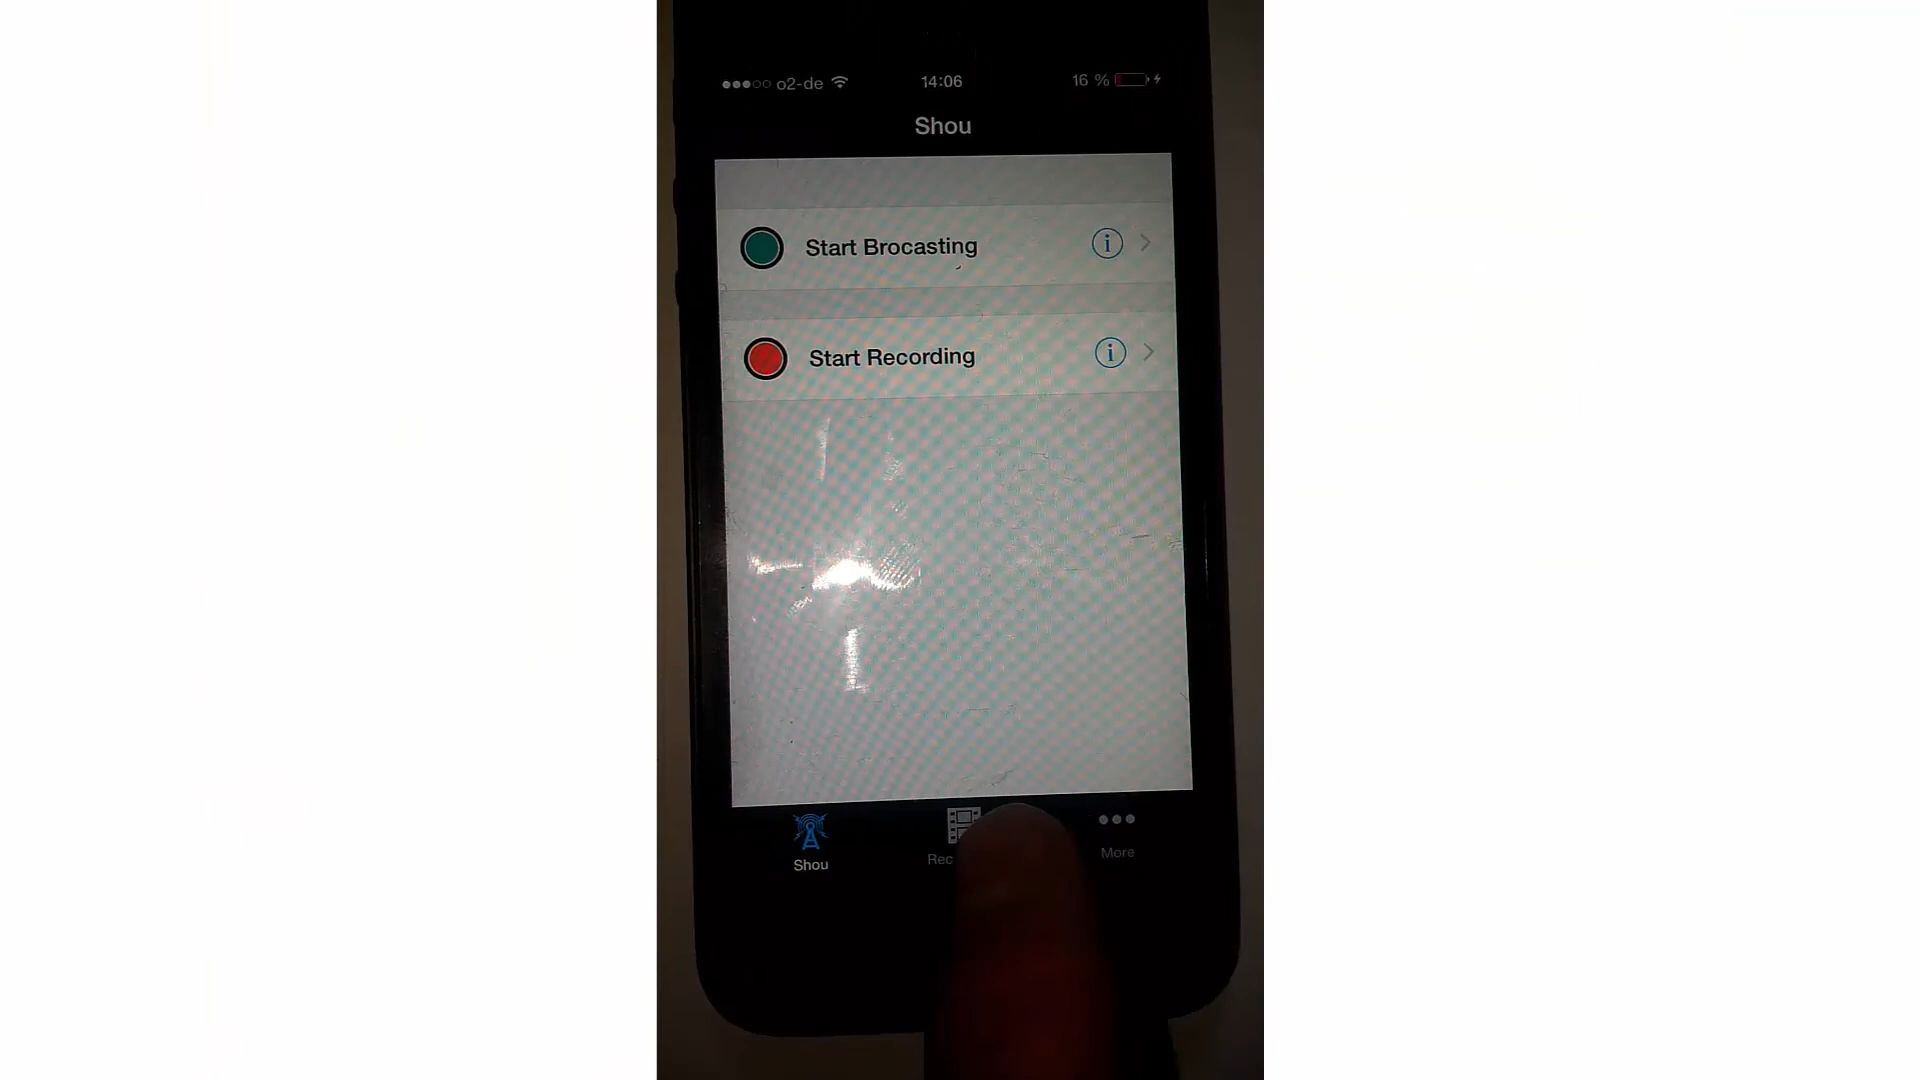 o2-de 14:06 16 %
Shou
Start Brocasting
Start Recording
Shou Rec More